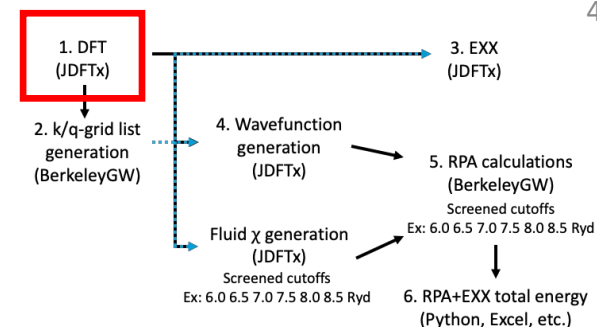 4
1. DFT
(JDFTx)
3. EXX
(JDFTx)
2. k/q-grid list
generation
(BerkeleyGW)
4. Wavefunction
generation
(JDFTx)
5. RPA calculations
(BerkeleyGW)
Screened cutoffs
Ex: 6.0 6.5 7.0 7.5 8.0 8.5 Ryd
Fluid χ generation
(JDFTx)
Screened cutoffs
Ex: 6.0 6.5 7.0 7.5 8.0 8.5 Ryd
6. RPA+EXX total energy
(Python, Excel, etc.)